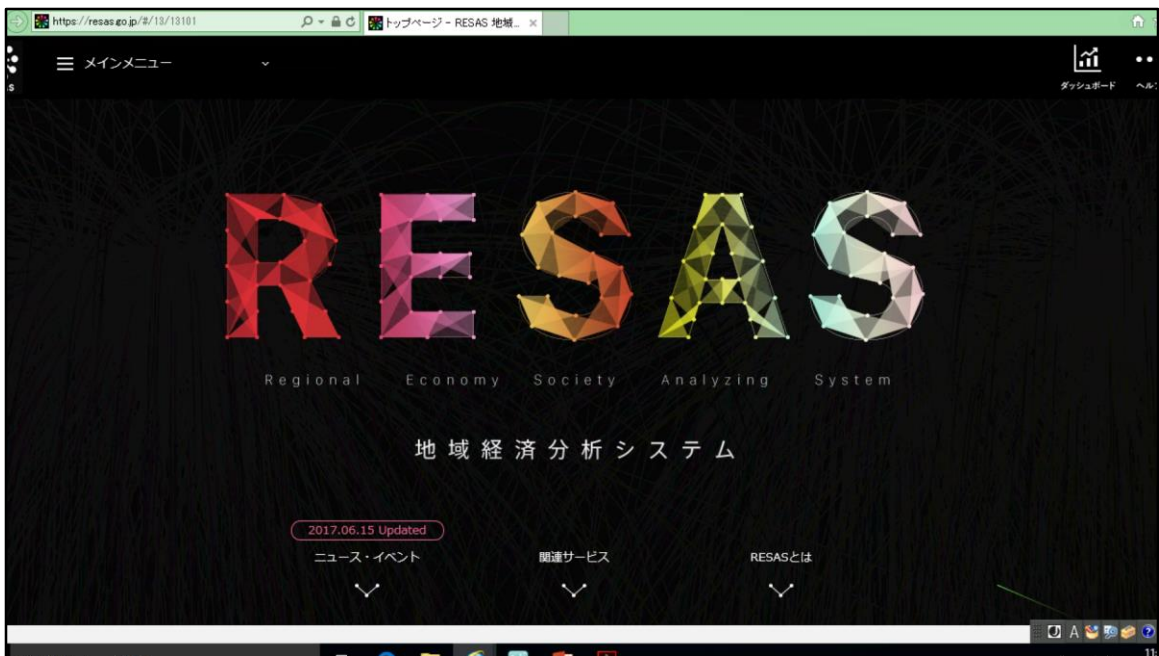 https://resas.go.jp/#/13/13101
トップページ - RESAS 地域...
メインメニュー
ダッシュボード
ヘル
RESAS
Regional Economy Society Analyzing System
地域経済分析システム
2017.06.15 Updated
ニュース・イベント
関連サービス
RESASとは
A
11: